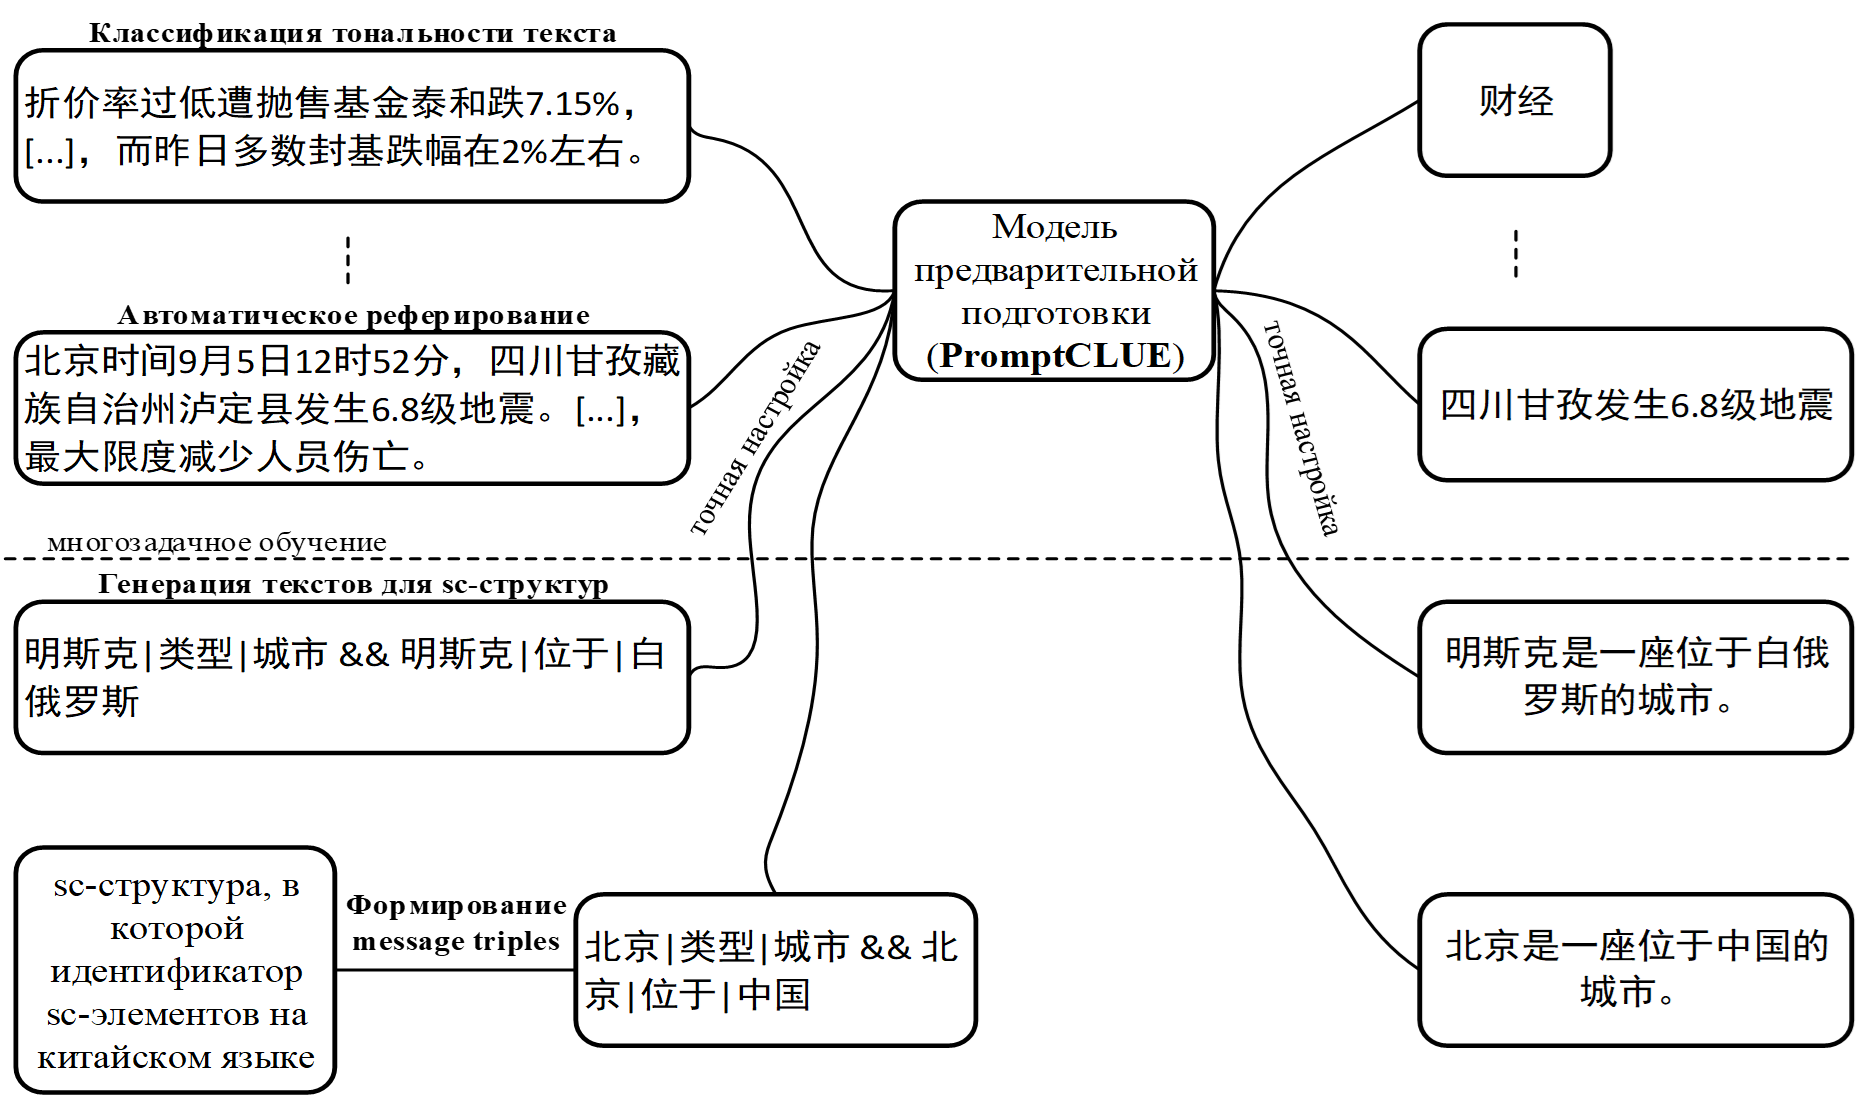 Классификация тональности текста
折价率过低遭抛售基金泰和跌7.15%，
[...]，而昨日多数封基跌幅在2%左右。
Автоматическое реферирование
北京时间9月5日12时52分，四川甘孜藏
族自治州泸定县发生6.8级地震。[...]，
最大限度减少人员伤亡。
точная настройка
Модель
предварительной
подготовки
(PromptCLUE)
точная настройка
财经
四川甘孜发生6.8级地震
многозадачное обучение
Генерация текстов для sc-структур
明斯克|类型|城市 && 明斯克|位于|白
俄罗斯
明斯克是一座位于白俄
罗斯的城市。
sc-структура, в
которой
идентификатор
sc-элементов на
китайском языке
Формирование
message triples
北京|类型|城市 && 北
京|位于|中国
北京是一座位于中国的
城市。